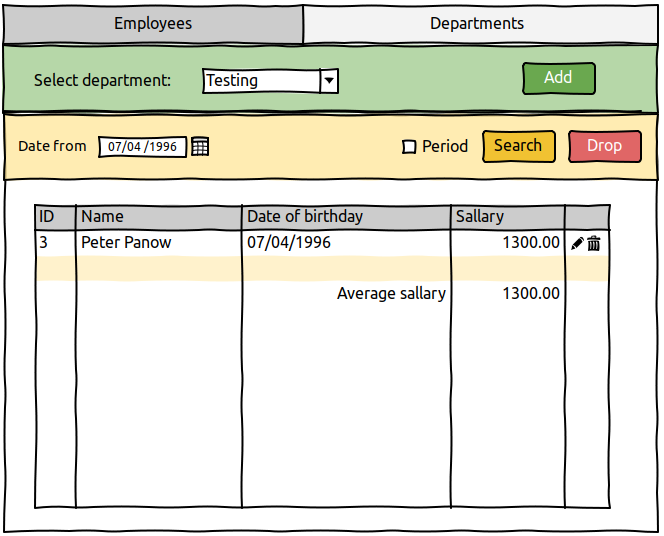 Employees Departments
Select department: Testing Add
Date from 07/04 /1996 Period Search Drop
ID Name Date of birthday Sallary
3 Peter Panow 07/04/1996 1300.00
Average sallary 1300.00